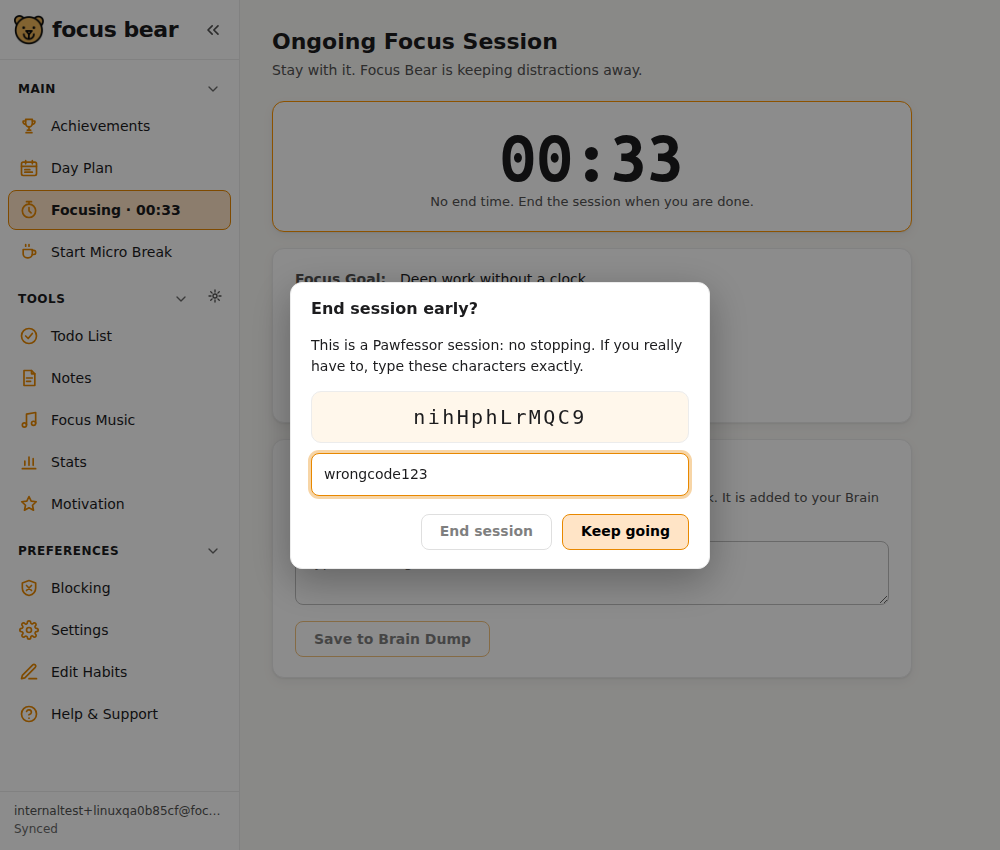 focus bear
MAIN
Achievements
Day Plan
Focusing · 00:33
Start Micro Break
TOOLS
Todo List
Notes
Focus Music
Stats
Motivation
PREFERENCES
Blocking
Settings
Edit Habits
Help & Support
internaltest+linuxqa0b85cf@foc...
Synced
Ongoing Focus Session
Stay with it. Focus Bear is keeping distractions away.
00:33
No end time. End the session when you are done.
Focus Goal: Deep work without a clock
End session early?
This is a Pawfessor session: no stopping. If you really
have to, type these characters exactly.
nihHphLrMQC9
wrongcode123
End session
Keep going
It is added to your Brain
Save to Brain Dump